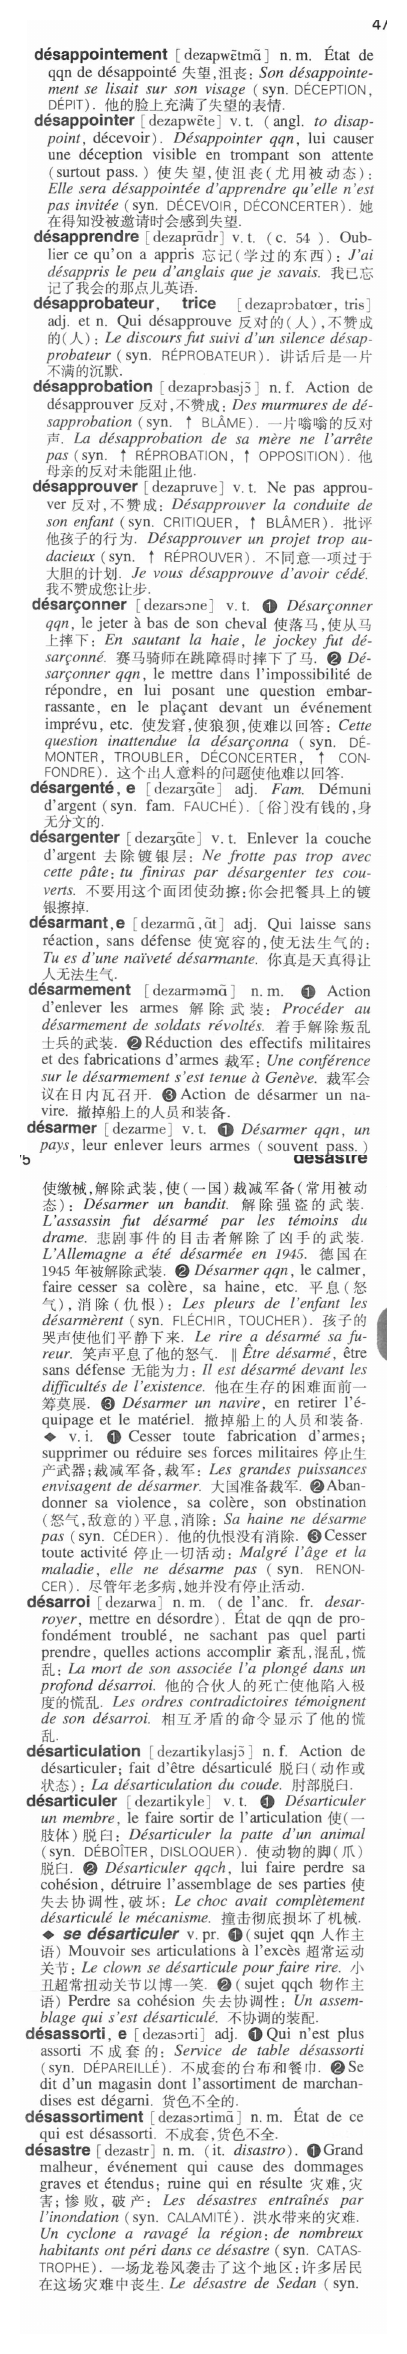 47
désappointement [dezapwɛ̃tmɑ̃] n. m. État de
qqn de désappointé 失望,沮丧: Son désappointe-
ment se lisait sur son visage (syn. DÉCEPTION,
DÉPIT). 他的脸上充满了失望的表情.
désappointer [dezapwɛ̃te] v. t. (angl. to disap-
point, décevoir). Désappointer qqn, lui causer
une déception visible en trompant son attente
(surtout pass.) 使失望,使沮丧(尤用被动态):
Elle sera désappointée d'apprendre qu'elle n'est
pas invitée (syn. DÉCEVOIR, DÉCONCERTER). 她
在得知没被邀请时会感到失望.
désapprendre [dezaprɑ̃dr] v. t. (c. 54). Oub-
lier ce qu'on a appris 忘记(学过的东西): J'ai
désappris le peu d'anglais que je savais. 我已忘
记了我会的那点儿英语.
désapprobateur, trice [dezaprɔbatœr, tris]
adj. et n. Qui désapprouve 反对的(人),不赞成
的(人): Le discours fut suivi d'un silence désap-
probateur (syn. RÉPROBATEUR). 讲话后是一片
不满的沉默.
désapprobation [dezaprɔbasjɔ̃] n. f. Action de
désapprouver 反对,不赞成: Des murmures de dé-
sapprobation (syn. ↑ BLÂME). 一片嗡嗡的反对
声. La désapprobation de sa mère ne l'arrête
pas (syn. ↑ RÉPROBATION, ↑ OPPOSITION). 他
母亲的反对未能阻止他.
désapprouver [dezapruve] v. t. Ne pas approu-
ver 反对,不赞成: Désapprouver la conduite de
son enfant (syn. CRITIQUER, ↑ BLÂMER). 批评
他孩子的行为. Désapprouver un projet trop au-
dacieux (syn. ↑ RÉPROUVER). 不同意一项过于
大胆的计划. Je vous désapprouve d'avoir cédé.
我不赞成您让步.
désarçonner [dezarsɔne] v. t. ❶ Désarçonner
qqn, le jeter à bas de son cheval 使落马,使从马
上摔下: En sautant la haie, le jockey fut dé-
sarçonné. 赛马骑师在跳障碍时摔下了马. ❷ Dé-
sarçonner qqn, le mettre dans l'impossibilité de
répondre, en lui posant une question embar-
rassante, en le plaçant devant un événement
imprévu, etc. 使发窘,使狼狈,使难以回答: Cette
question inattendue la désarçonna (syn. DÉ-
MONTER, TROUBLER, DÉCONCERTER, ↑ CON-
FONDRE). 这个出人意料的问题使他难以回答.
désargenté, e [dezarʒɑ̃te] adj. Fam. Démuni
d'argent (syn. fam. FAUCHÉ). 〔俗〕没有钱的,身
无分文的.
désargenter [dezarʒɑ̃te] v. t. Enlever la couche
d'argent 去除镀银层: Ne frotte pas trop avec
cette pâte: tu finiras par désargenter tes cou-
verts. 不要用这个面团使劲擦:你会把餐具上的镀
银擦掉.
désarmant,e [dezarmɑ̃,ɑ̃t] adj. Qui laisse sans
réaction, sans défense 使宽容的,使无法生气的:
Tu es d'une naïveté désarmante. 你真是天真得让
人无法生气.
désarmement [dezarməmɑ̃] n. m. ❶ Action
d'enlever les armes 解除武装: Procéder au
désarmement de soldats révoltés. 着手解除叛乱
士兵的武装. ❷ Réduction des effectifs militaires
et des fabrications d'armes 裁军: Une conférence
sur le désarmement s'est tenue à Genève. 裁军会
议在日内瓦召开. ❸ Action de désarmer un na-
vire. 撤掉船上的人员和装备.
désarmer [dezarme] v. t. ❶ Désarmer qqn, un
pays, leur enlever leurs armes (souvent pass.)
75 désastre
使缴械,解除武装,使(一国)裁减军备(常用被动
态): Désarmer un bandit. 解除强盗的武装.
L'assassin fut désarmé par les témoins du
drame. 悲剧事件的目击者解除了凶手的武装.
L'Allemagne a été désarmée en 1945. 德国在
1945 年被解除武装. ❷ Désarmer qqn, le calmer,
faire cesser sa colère, sa haine, etc. 平息(怒
气),消除(仇恨): Les pleurs de l'enfant les
désarmèrent (syn. FLÉCHIR, TOUCHER). 孩子的
哭声使他们平静下来. Le rire a désarmé sa fu-
reur. 笑声平息了他的怒气. ‖ Être désarmé, être
sans défense 无能为力: Il est désarmé devant les
difficultés de l'existence. 他在生存的困难面前一
筹莫展. ❸ Désarmer un navire, en retirer l'é-
quipage et le matériel. 撤掉船上的人员和装备.
◆ v. i. ❶ Cesser toute fabrication d'armes;
supprimer ou réduire ses forces militaires 停止生
产武器;裁减军备,裁军: Les grandes puissances
envisagent de désarmer. 大国准备裁军. ❷ Aban-
donner sa violence, sa colère, son obstination
(怒气,敌意的)平息,消除: Sa haine ne désarme
pas (syn. CÉDER). 他的仇恨没有消除. ❸ Cesser
toute activité 停止一切活动: Malgré l'âge et la
maladie, elle ne désarme pas (syn. RENON-
CER). 尽管年老多病,她并没有停止活动.
désarroi [dezarwa] n. m. (de l'anc. fr. desar-
royer, mettre en désordre). État de qqn de pro-
fondément troublé, ne sachant pas quel parti
prendre, quelles actions accomplir 紊乱,混乱,慌
乱: La mort de son associée l'a plongé dans un
profond désarroi. 他的合伙人的死亡使他陷入极
度的慌乱. Les ordres contradictoires témoignent
de son désarroi. 相互矛盾的命令显示了他的慌
乱.
désarticulation [dezartikylasjɔ̃] n. f. Action de
désarticuler; fait d'être désarticulé 脱臼(动作或
状态): La désarticulation du coude. 肘部脱臼.
désarticuler [dezartikyle] v. t. ❶ Désarticuler
un membre, le faire sortir de l'articulation 使(一
肢体)脱臼: Désarticuler la patte d'un animal
(syn. DÉBOÎTER, DISLOQUER). 使动物的脚(爪)
脱臼. ❷ Désarticuler qqch, lui faire perdre sa
cohésion, détruire l'assemblage de ses parties 使
失去协调性,破坏: Le choc avait complètement
désarticulé le mécanisme. 撞击彻底损坏了机械.
◆ se désarticuler v. pr. ❶ (sujet qqn 人作主
语) Mouvoir ses articulations à l'excès 超常运动
关节: Le clown se désarticule pour faire rire. 小
丑超常扭动关节以博一笑. ❷ (sujet qqch 物作主
语) Perdre sa cohésion 失去协调性: Un assem-
blage qui s'est désarticulé. 不协调的装配.
désassorti, e [dezasɔrti] adj. ❶ Qui n'est plus
assorti 不成套的: Service de table désassorti
(syn. DÉPAREILLÉ). 不成套的台布和餐巾. ❷ Se
dit d'un magasin dont l'assortiment de marchan-
dises est dégarni. 货色不全的.
désassortiment [dezasɔrtimɑ̃] n. m. État de ce
qui est désassorti. 不成套,货色不全.
désastre [dezastr] n. m. (it. disastro). ❶ Grand
malheur, événement qui cause des dommages
graves et étendus; ruine qui en résulte 灾难,灾
害; 惨败, 破产: Les désastres entraînés par
l'inondation (syn. CALAMITÉ). 洪水带来的灾难.
Un cyclone a ravagé la région: de nombreux
habitants ont péri dans ce désastre (syn. CATAS-
TROPHE). 一场龙卷风袭击了这个地区:许多居民
在这场灾难中丧生. Le désastre de Sedan (syn.